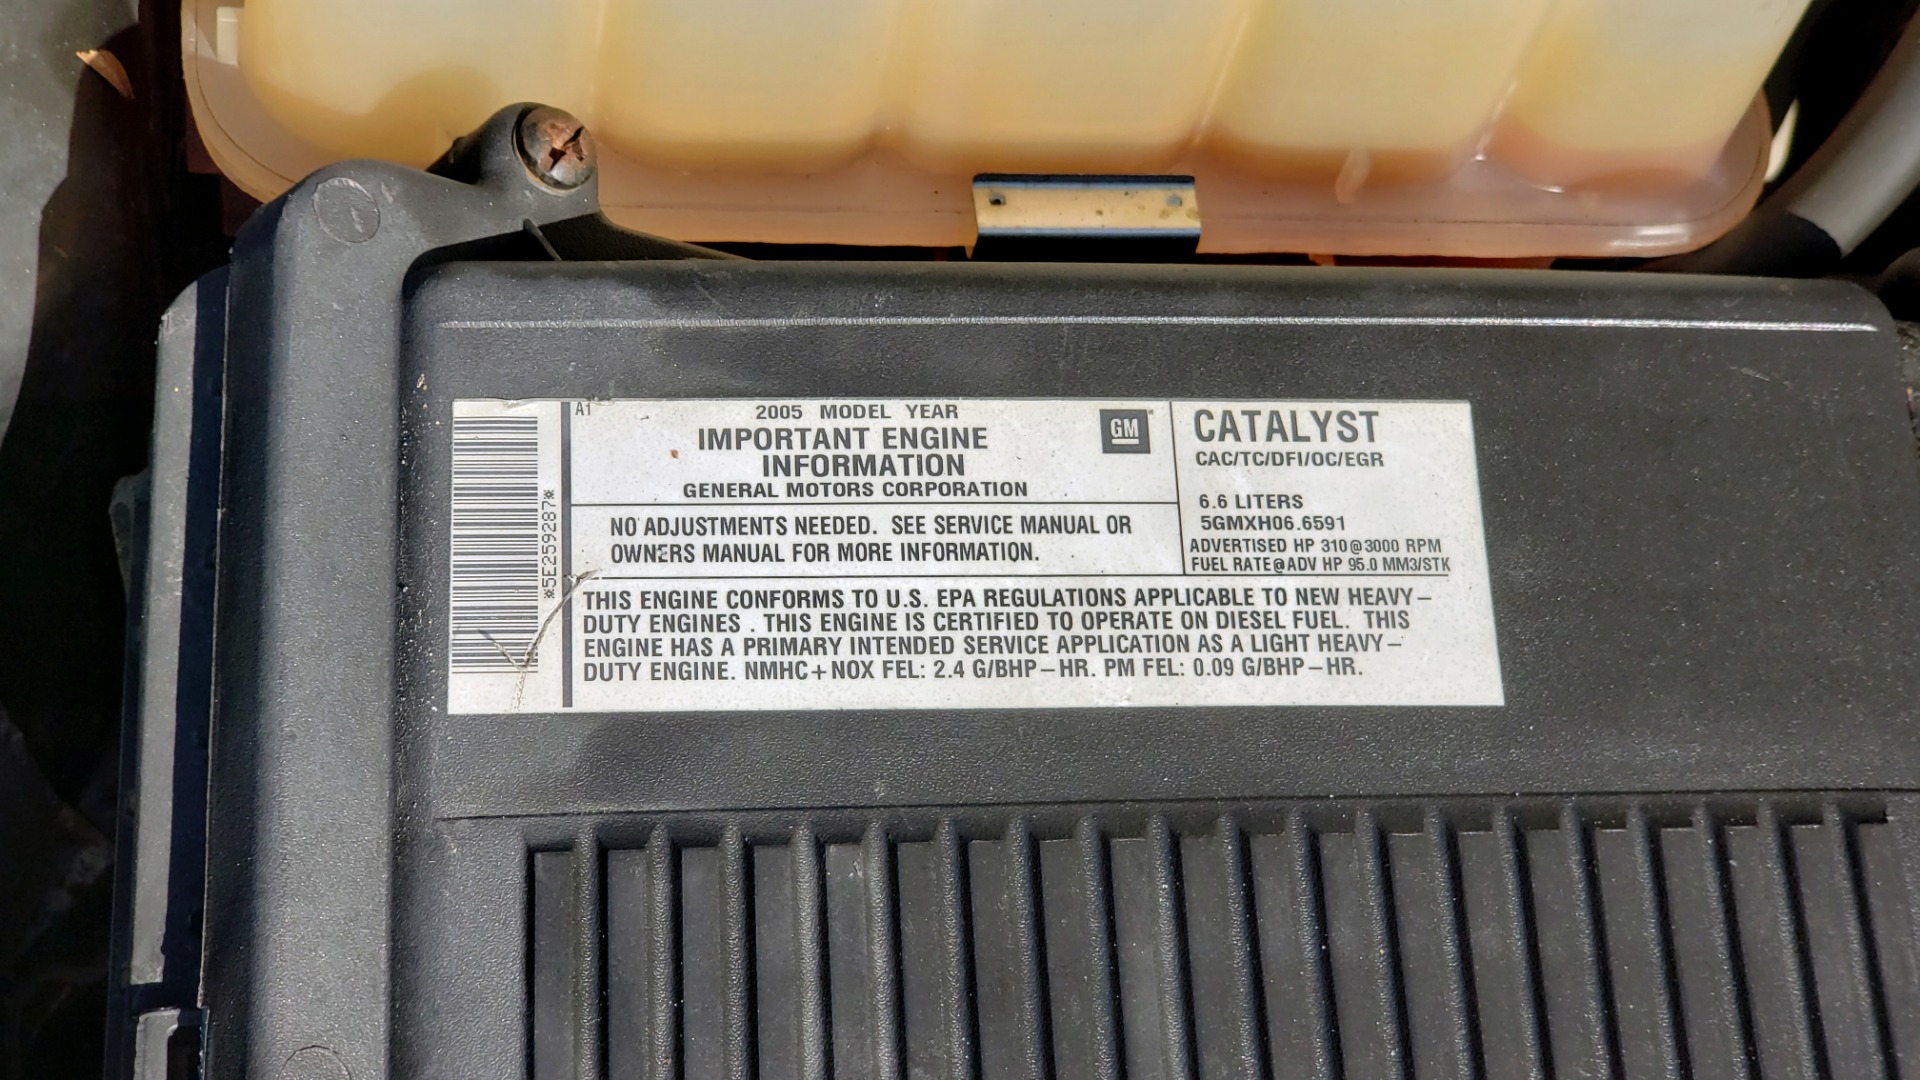 A1
2005 MODEL YEAR
IMPORTANT ENGINE
INFORMATION
GENERAL MOTORS CORPORATION
GM
NO ADJUSTMENTS NEEDED. SEE SERVICE MANUAL OR
OWNERS MANUAL FOR MORE INFORMATION.
CATALYST
CAC/TC/DFI/OC/EGR
6.6 LITERS
5GMXH06.6591
ADVERTISED HP 310@3000 RPM
FUEL RATE@ADV HP 95.0 MM3/STK
THIS ENGINE CONFORMS TO U.S. EPA REGULATIONS APPLICABLE TO NEW HEAVY–
DUTY ENGINES . THIS ENGINE IS CERTIFIED TO OPERATE ON DIESEL FUEL. THIS
ENGINE HAS A PRIMARY INTENDED SERVICE APPLICATION AS A LIGHT HEAVY–
DUTY ENGINE. NMHC+NOX FEL: 2.4 G/BHP–HR. PM FEL: 0.09 G/BHP–HR.
*5E259287*